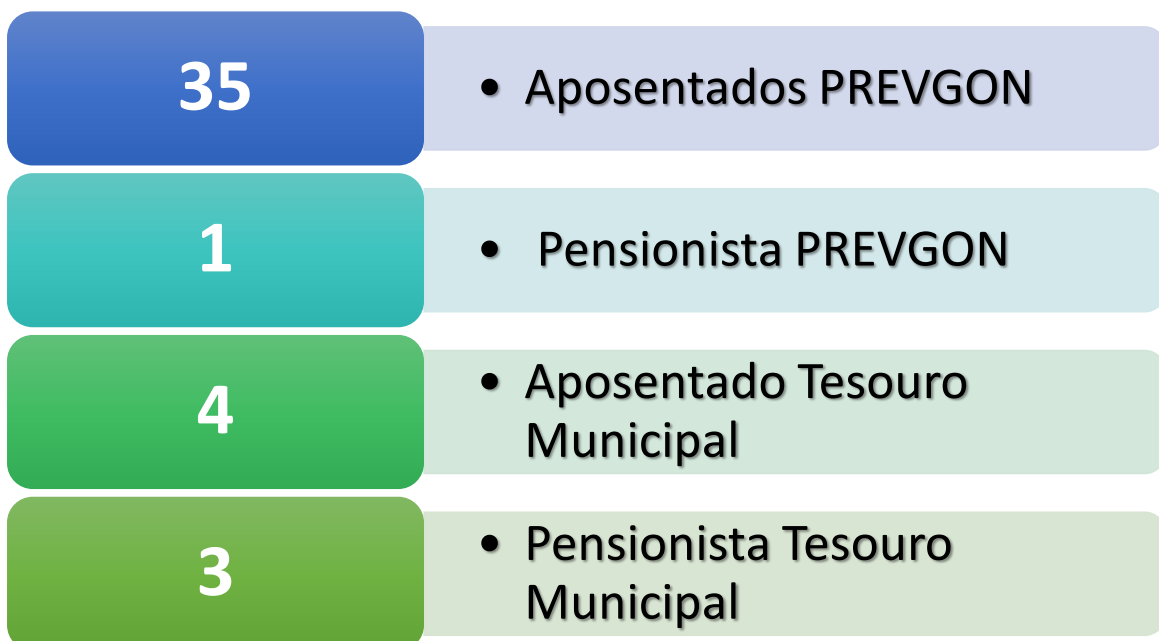 35
• Aposentados PREVGON
1
• Pensionista PREVGON
4
• Aposentado Tesouro
Municipal
3
• Pensionista Tesouro
Municipal